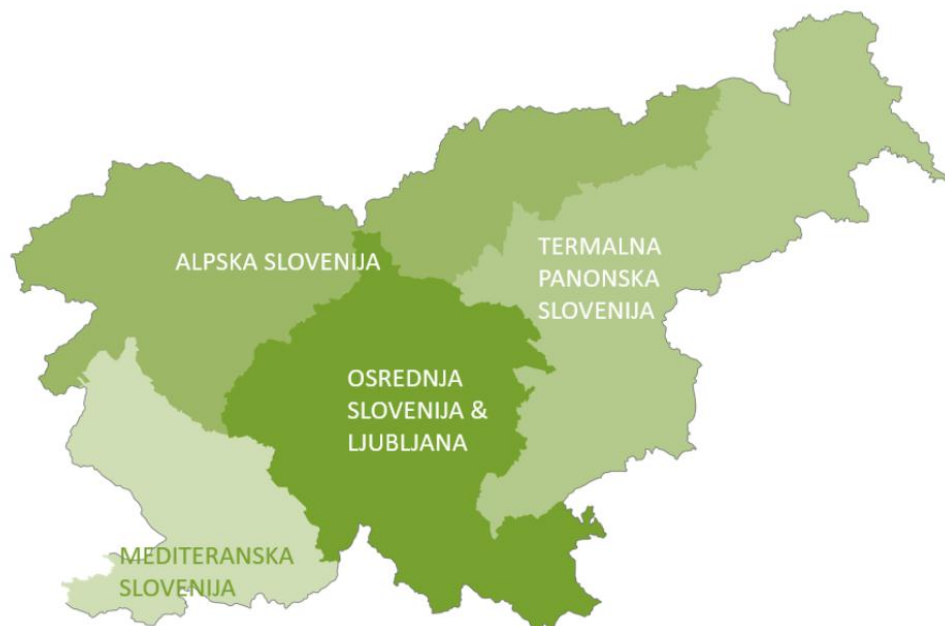 ALPSKA SLOVENIJA
TERMALNA
PANONSKA
SLOVENIJA
OSREDNJA
SLOVENIJA &
LJUBLJANA
MEDITERANSKA
SLOVENIJA